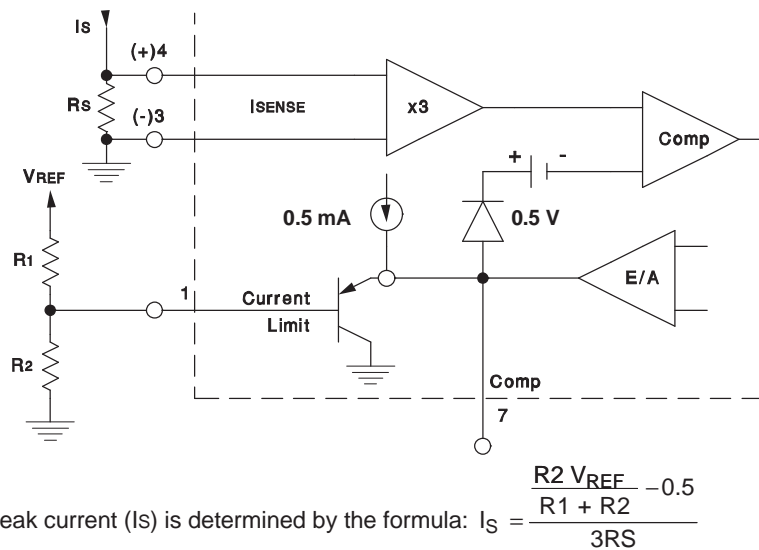 Is
(+)4
Rs
(-)3
ISENSE
x3
Comp
VREF
+ -
0.5 mA
0.5 V
R1
E/A
1
Current
Limit
R2
Comp
7
eak current (Is) is determined by the formula: IS = (R2 VREF / (R1 + R2) − 0.5) / 3RS